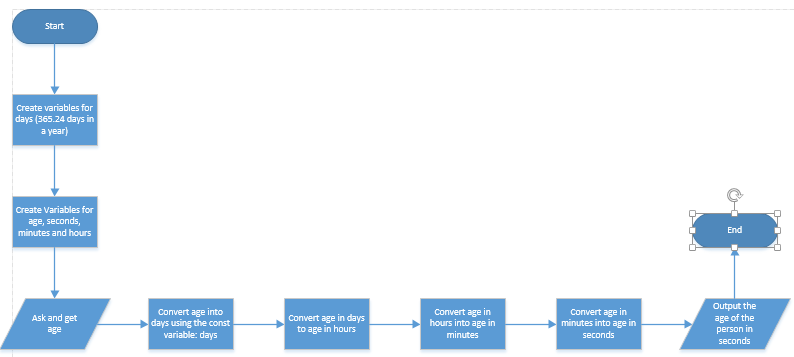 Start
Create variables for
days (365.24 days in
a year)
Create Variables for
age, seconds,
minutes and hours
Ask and get
age
Convert age into
days using the const
variable: days
Convert age in days
to age in hours
Convert age in
hours into age in
minutes
Convert age in
minutes into age in
seconds
Output the
age of the
person in
seconds
End